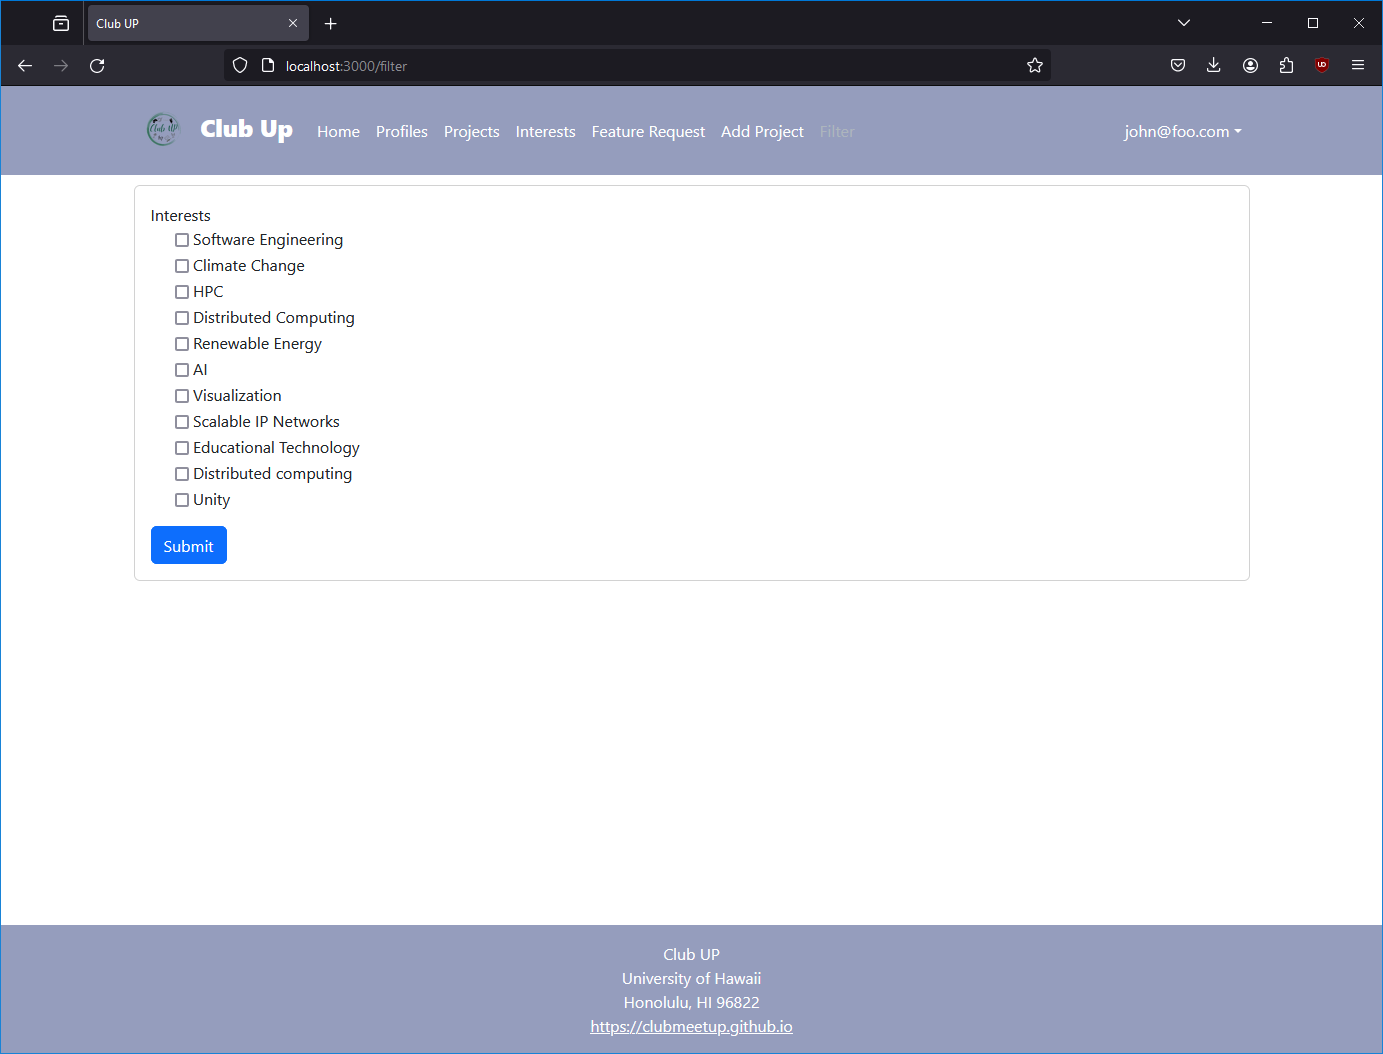 Club UP
localhost:3000/filter
Club Up
Club Up Home Profiles Projects Interests Feature Request Add Project Filter john@foo.com
Interests
Software Engineering
Climate Change
HPC
Distributed Computing
Renewable Energy
AI
Visualization
Scalable IP Networks
Educational Technology
Distributed computing
Unity
Submit
Club UP
University of Hawaii
Honolulu, HI 96822
https://clubmeetup.github.io